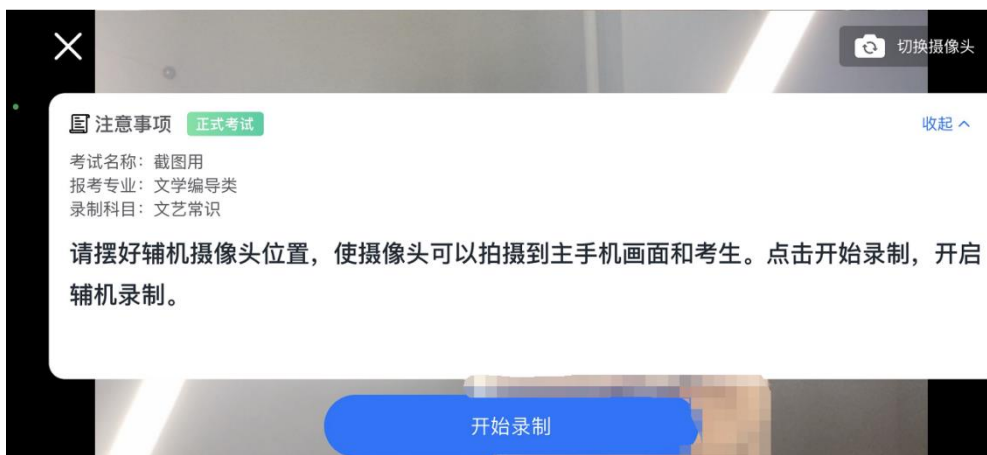 切换摄像头
注意事项 正式考试 收起
考试名称：截图用
报考专业：文学编导类
录制科目：文艺常识
请摆好辅机摄像头位置，使摄像头可以拍摄到主手机画面和考生。点击开始录制，开启
辅机录制。
开始录制